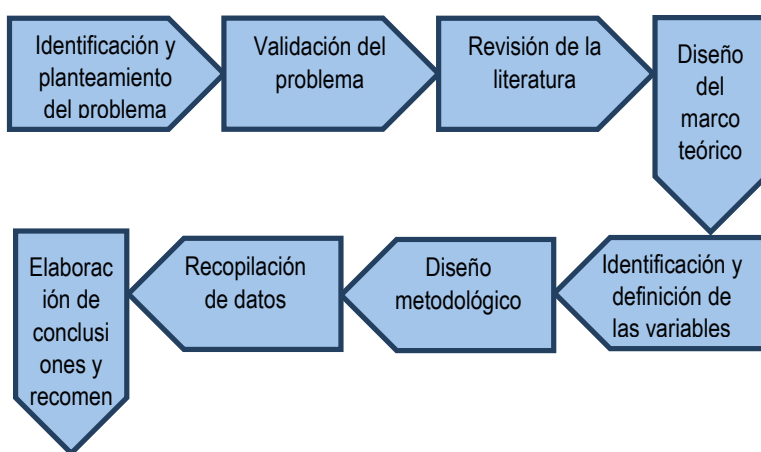 Identificación y
planteamiento
del problema
Validación del
problema
Revisión de la
literatura
Diseño
del
marco
teórico
Identificación y
definición de
las variables
Diseño
metodológico
Recopilación
de datos
Elaborac
ión de
conclusi
ones y
recomen